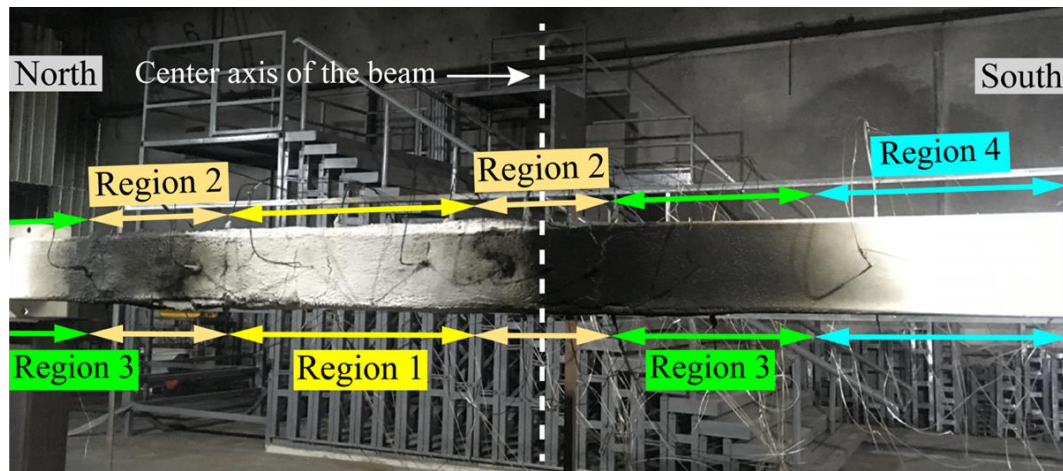 North
Center axis of the beam
South
Region 2
Region 2
Region 4
Region 3
Region 1
Region 3